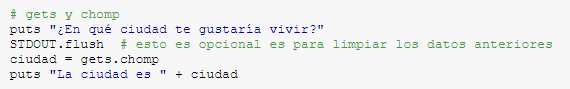 # gets y chomp
puts "¿En qué ciudad te gustaría vivir?"
STDOUT.flush  # esto es opcional es para limpiar los datos anteriores
ciudad = gets.chomp
puts "La ciudad es " + ciudad